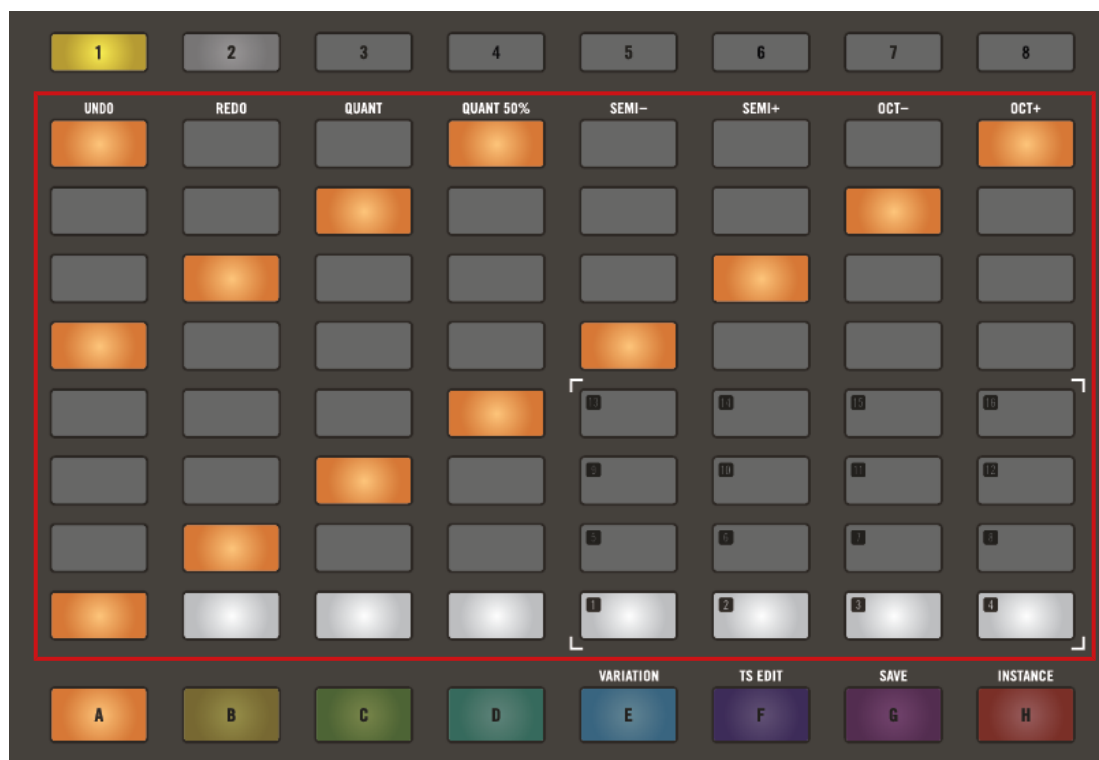 1 2 3 4 5 6 7 8
UNDO REDO QUANT QUANT 50% SEMI– SEMI+ OCT– OCT+
13 14 15 16
9 10 11 12
5 6 7 8
1 2 3 4
VARIATION TS EDIT SAVE INSTANCE
A B C D E F G H